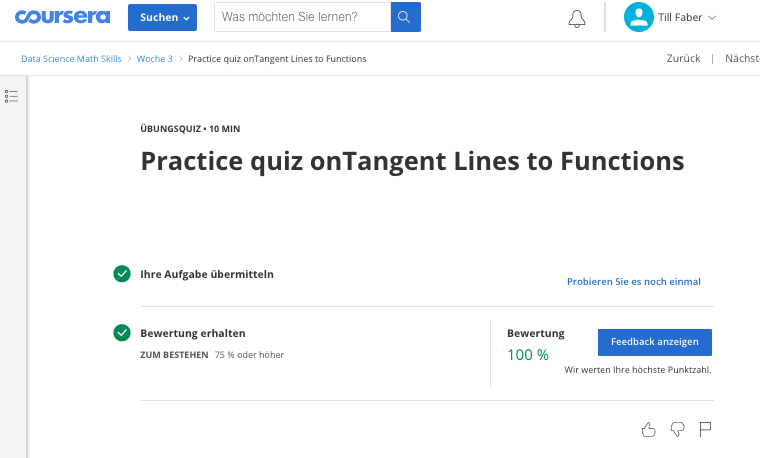 coursera Suchen Was möchten Sie lernen? Till Faber
Data Science Math Skills Woche 3 Practice quiz onTangent Lines to Functions Zurück | Nächst
ÜBUNGSQUIZ • 10 MIN
Practice quiz onTangent Lines to Functions
Ihre Aufgabe übermitteln
Probieren Sie es noch einmal
Bewertung erhalten
ZUM BESTEHEN 75 % oder höher
Bewertung
100 %
Feedback anzeigen
Wir werten Ihre höchste Punktzahl.